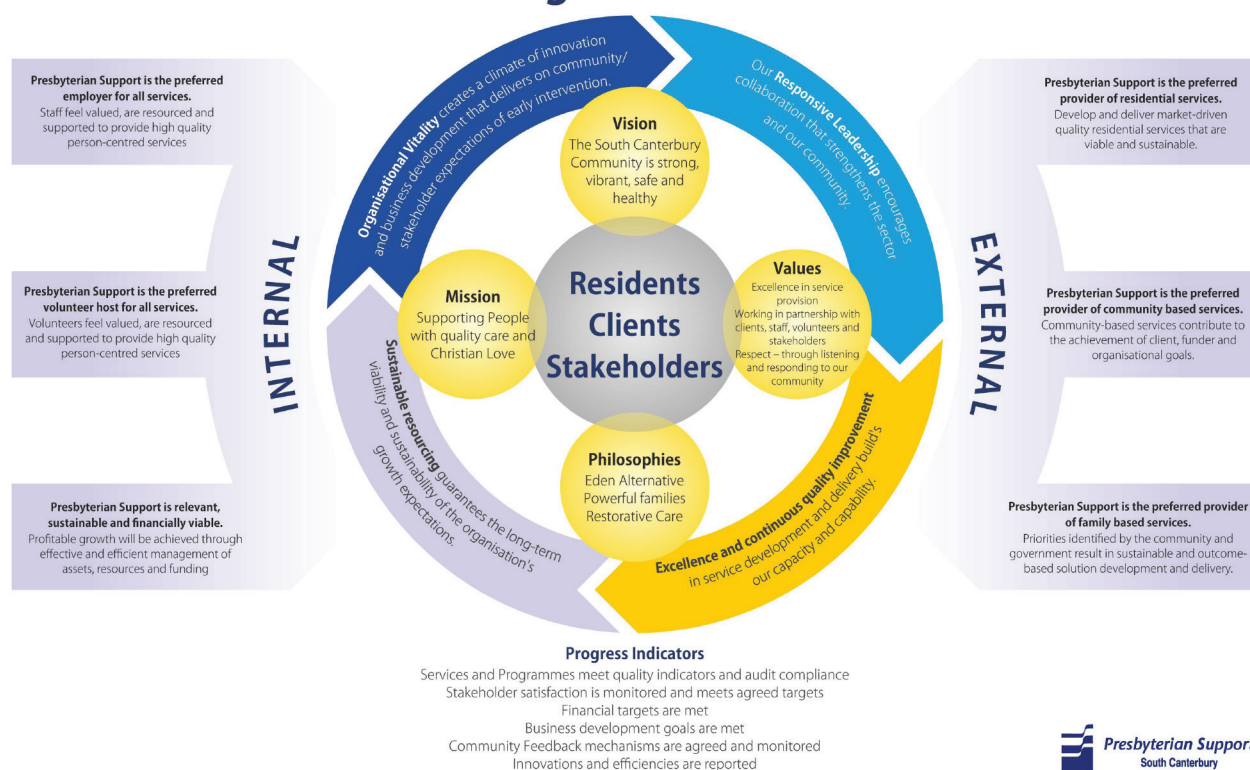 Presbyterian Support is the preferred
employer for all services.
Staff feel valued, are resourced and
supported to provide high quality
person-centred services
Presbyterian Support is the preferred
volunteer host for all services.
Volunteers feel valued, are resourced
and supported to provide high quality
person-centred services
Presbyterian Support is relevant,
sustainable and financially viable.
Profitable growth will be achieved through
effective and efficient management of
assets, resources and funding
INTERNAL
Organisational Vitality creates a climate of innovation
and business development that delivers on community/
stakeholder expectations of early intervention.
Our Responsive Leadership encourages
collaboration that strengthens the sector
and our community.
Vision
The South Canterbury
Community is strong,
vibrant, safe and
healthy
Mission
Supporting People
with quality care and
Christian Love
Residents
Clients
Stakeholders
Values
Excellence in service
provision
Working in partnership with
clients, staff, volunteers and
stakeholders
Respect – through listening
and responding to our
community
Philosophies
Eden Alternative
Powerful families
Restorative Care
Sustainable resourcing guarantees the long-term
viability and sustainability of the organisation's
growth expectations.
Excellence and continuous quality improvement
in service development and delivery build's
our capacity and capability.
EXTERNAL
Presbyterian Support is the preferred
provider of residential services.
Develop and deliver market-driven
quality residential services that are
viable and sustainable.
Presbyterian Support is the preferred
provider of community based services.
Community-based services contribute to
the achievement of client, funder and
organisational goals.
Presbyterian Support is the preferred provider
of family based services.
Priorities identified by the community and
government result in sustainable and outcome-
based solution development and delivery.
Progress Indicators
Services and Programmes meet quality indicators and audit compliance
Stakeholder satisfaction is monitored and meets agreed targets
Financial targets are met
Business development goals are met
Community Feedback mechanisms are agreed and monitored
Innovations and efficiencies are reported
Presbyterian Support
South Canterbury